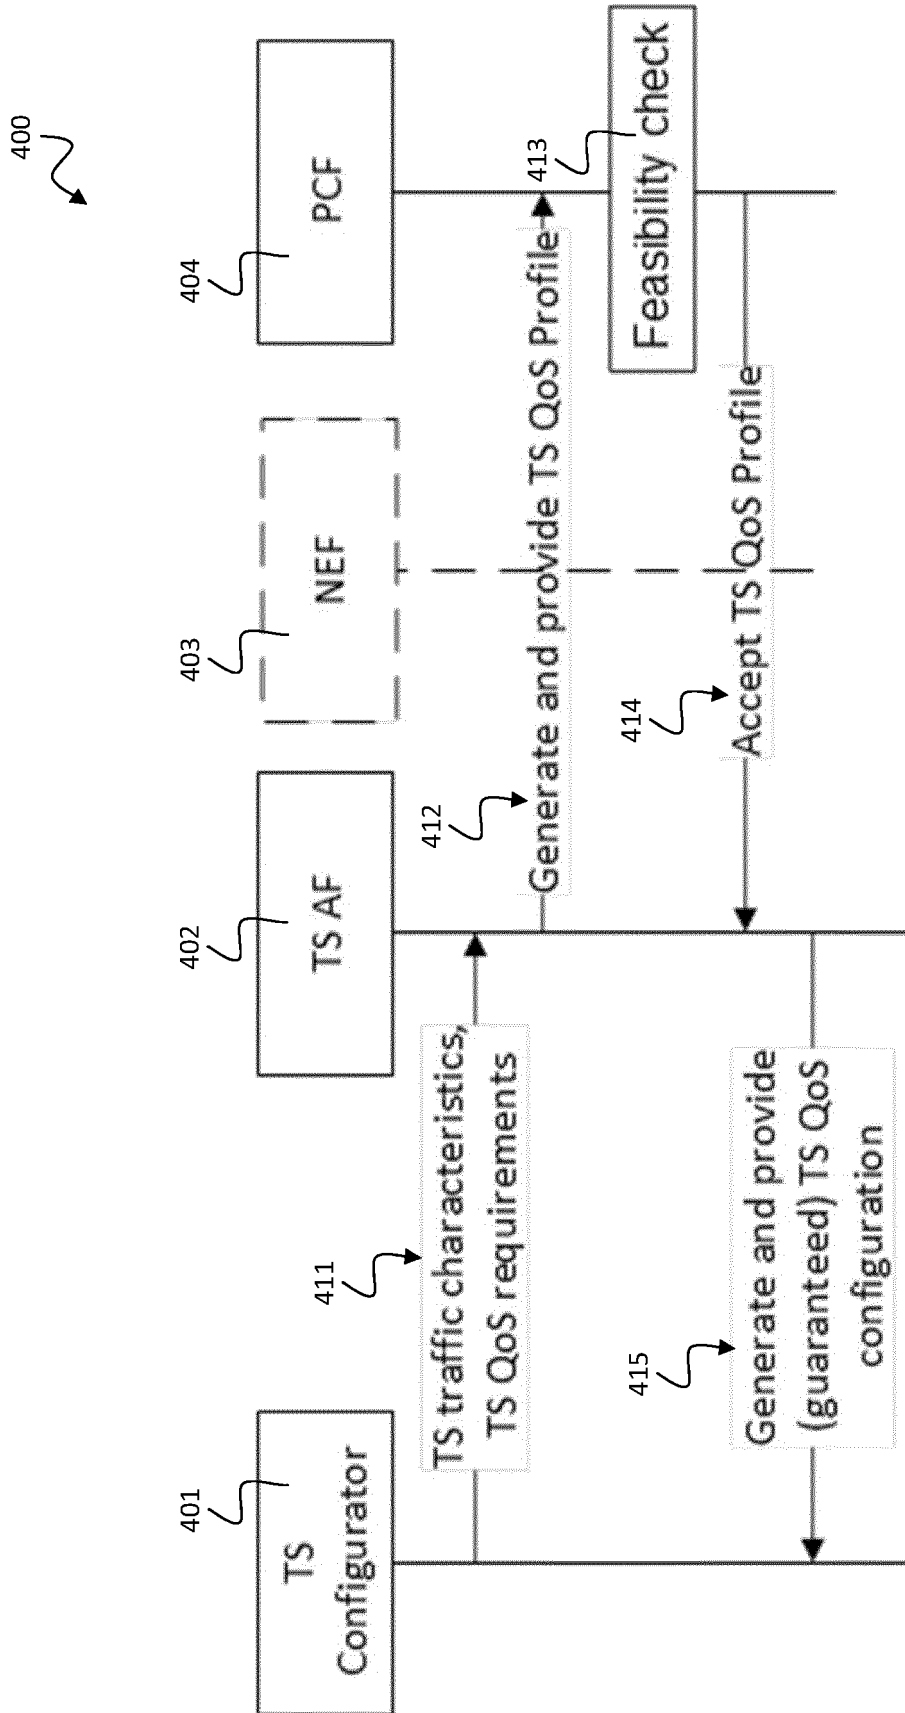 400
401
TS
Configurator
402
TS AF
403
NEF
404
PCF
411
TS traffic characteristics,
TS QoS requirements
412
Generate and provide TS QoS Profile
413
Feasibility check
414
Accept TS QoS Profile
415
Generate and provide
(guaranteed) TS QoS
configuration